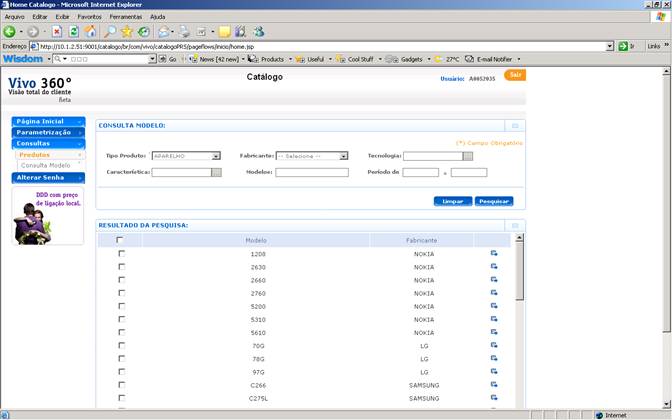 Home Catalogo - Microsoft Internet Explorer
Arquivo Editar Exibir Favoritos Ferramentas Ajuda
Endereço http://10.1.2.51:9001/catalogo/br/com/vivo/catalogoPRS/pageflows/inicio/home.jsp Ir Links »
Wisdom Go News [42 new] Products Useful Cool Stuff Gadgets 27°C E-mail Notifier
Vivo 360°
Visão total do cliente
Beta
Catálogo
Usuário: A0052035
Sair
Página Inicial
Parametrização
Consultas
Produtos
Consulta Modelo
Alterar Senha
DDD com preço
de ligação local.
CONSULTA MODELO:
(*) Campo Obrigatório
Tipo Produto: APARELHO Fabricante: -- Selecione -- Tecnologia:
Característica: Modelos: Período de a
Limpar Pesquisar
RESULTADO DA PESQUISA:
Modelo Fabricante
1208 NOKIA
2630 NOKIA
2660 NOKIA
2760 NOKIA
5200 NOKIA
5310 NOKIA
5610 NOKIA
70G LG
78G LG
97G LG
C266 SAMSUNG
C275L SAMSUNG
Internet